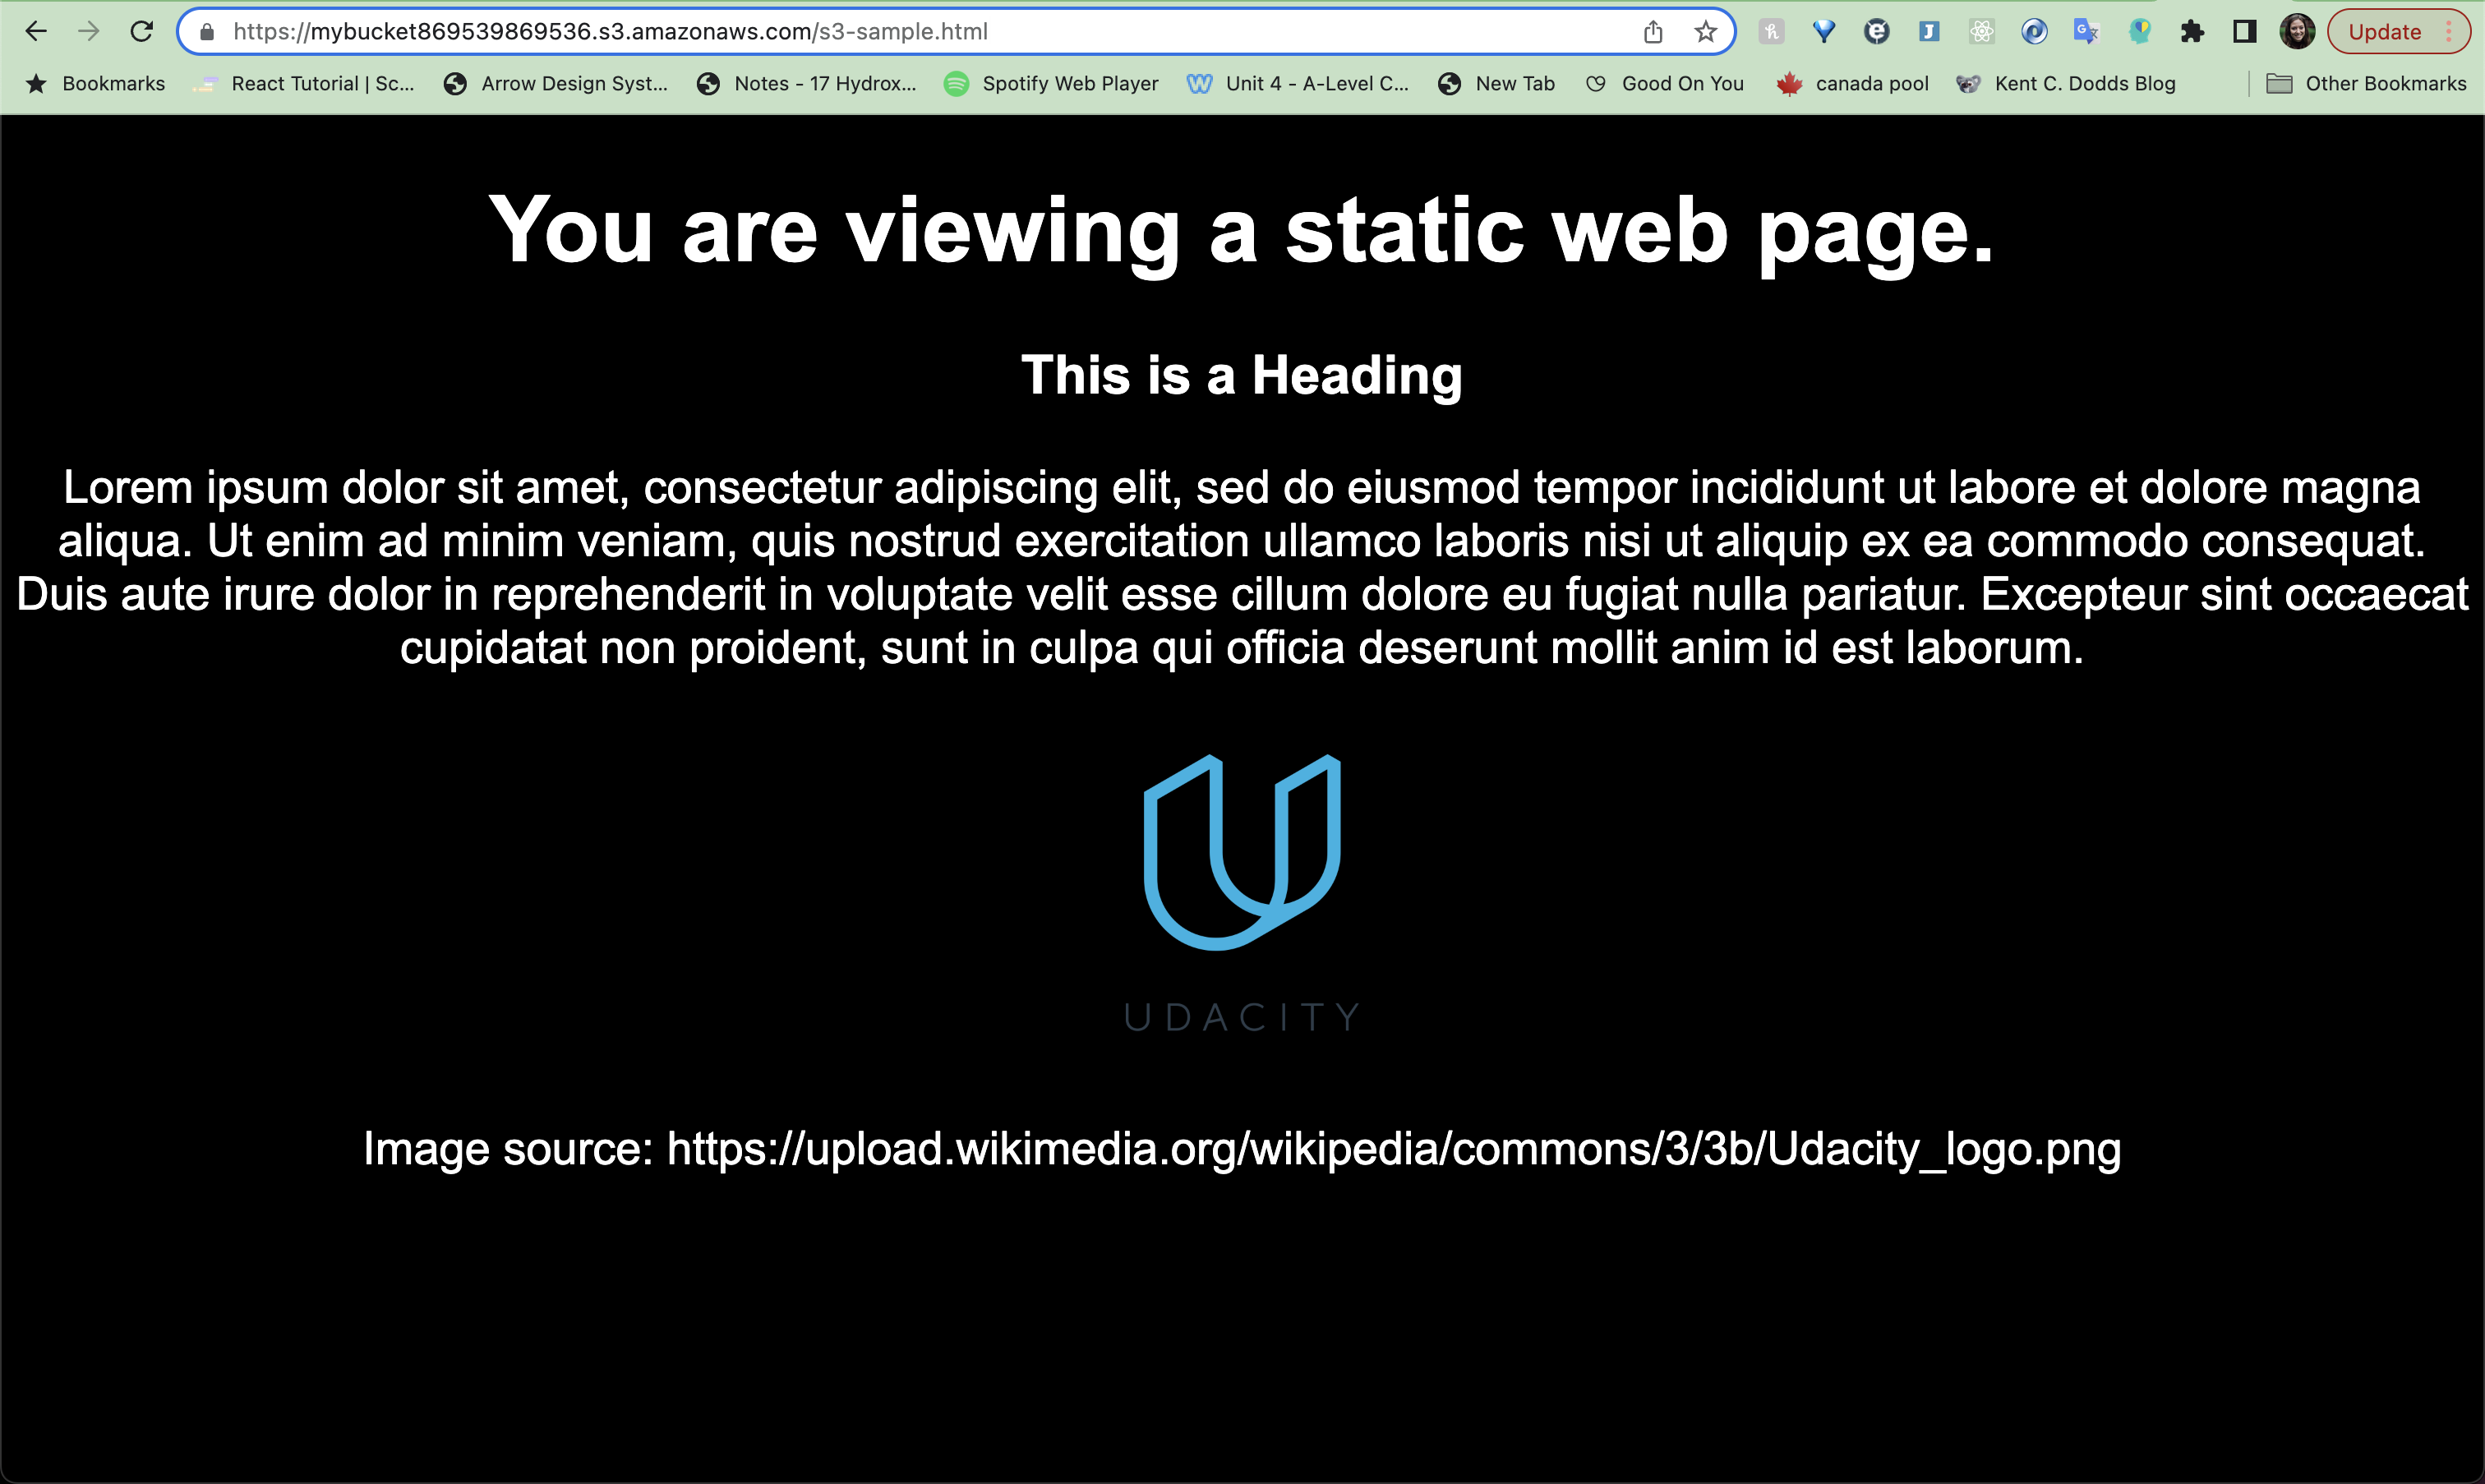 https://mybucket869539869536.s3.amazonaws.com/s3-sample.html
Update
Bookmarks
React Tutorial | Sc...
Arrow Design Syst...
Notes - 17 Hydrox...
Spotify Web Player
Unit 4 - A-Level C...
New Tab
Good On You
canada pool
Kent C. Dodds Blog
Other Bookmarks
You are viewing a static web page.
This is a Heading
Lorem ipsum dolor sit amet, consectetur adipiscing elit, sed do eiusmod tempor incididunt ut labore et dolore magna
aliqua. Ut enim ad minim veniam, quis nostrud exercitation ullamco laboris nisi ut aliquip ex ea commodo consequat.
Duis aute irure dolor in reprehenderit in voluptate velit esse cillum dolore eu fugiat nulla pariatur. Excepteur sint occaecat
cupidatat non proident, sunt in culpa qui officia deserunt mollit anim id est laborum.
UDACITY
Image source: https://upload.wikimedia.org/wikipedia/commons/3/3b/Udacity_logo.png